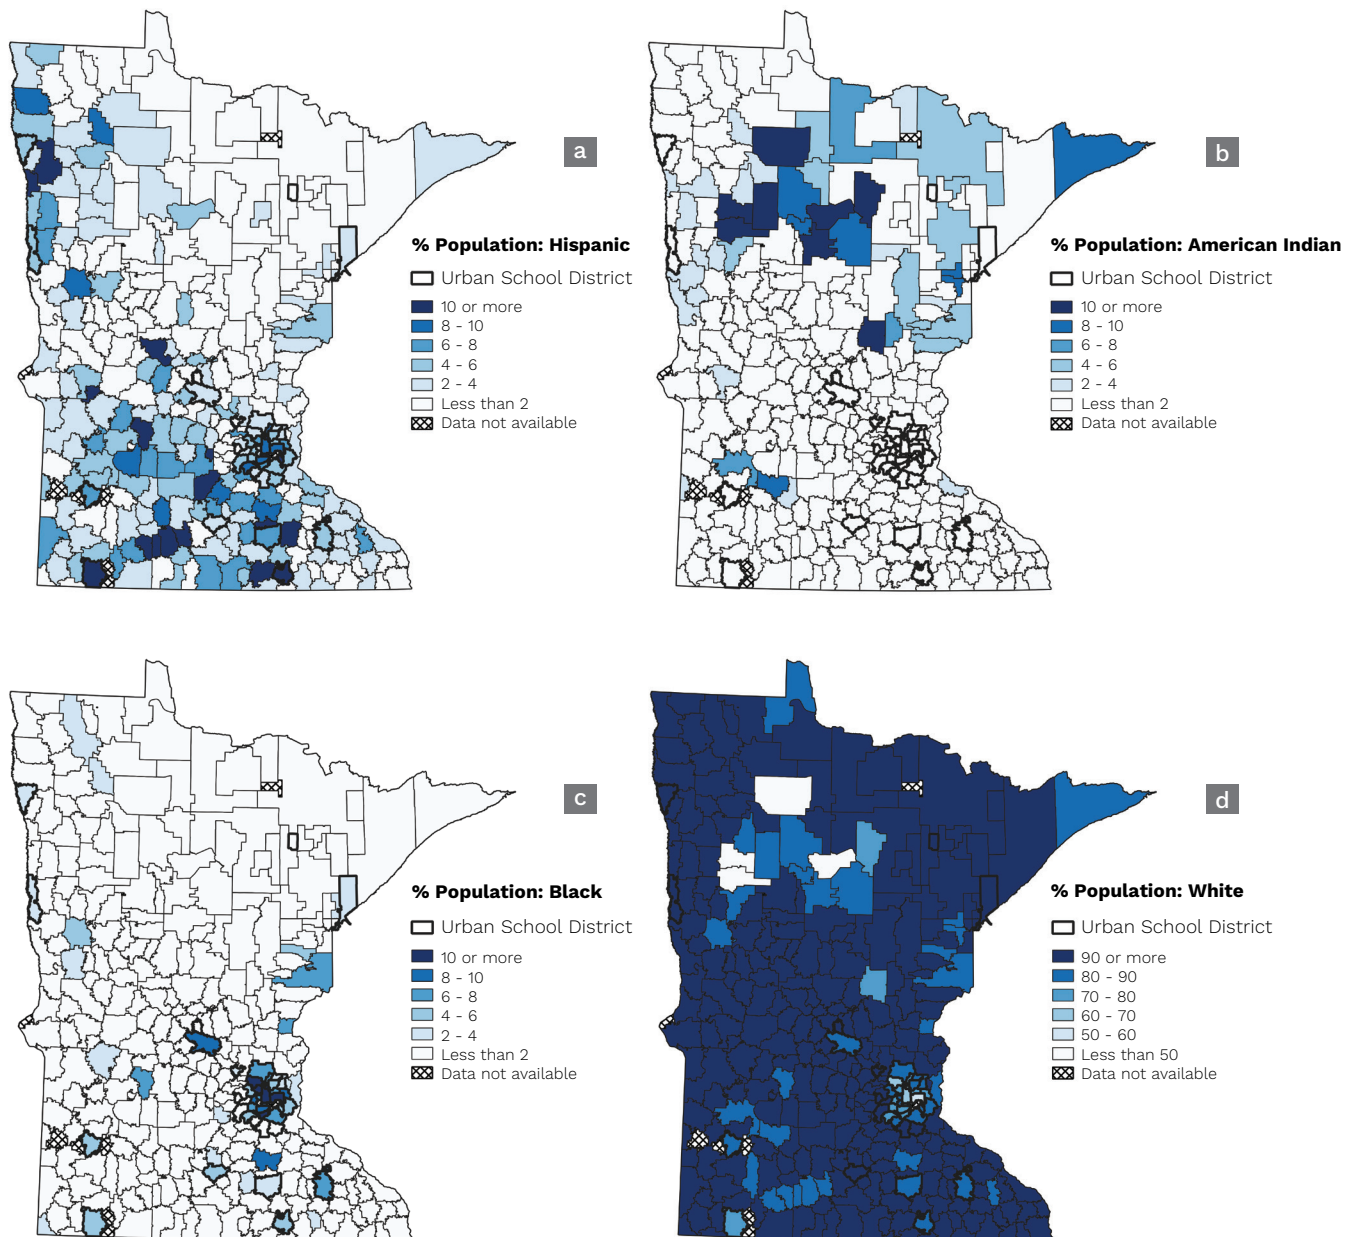 a
% Population: Hispanic
Urban School District
10 or more
8 - 10
6 - 8
4 - 6
2 - 4
Less than 2
Data not available
b
% Population: American Indian
Urban School District
10 or more
8 - 10
6 - 8
4 - 6
2 - 4
Less than 2
Data not available
c
% Population: Black
Urban School District
10 or more
8 - 10
6 - 8
4 - 6
2 - 4
Less than 2
Data not available
d
% Population: White
Urban School District
90 or more
80 - 90
70 - 80
60 - 70
50 - 60
Less than 50
Data not available